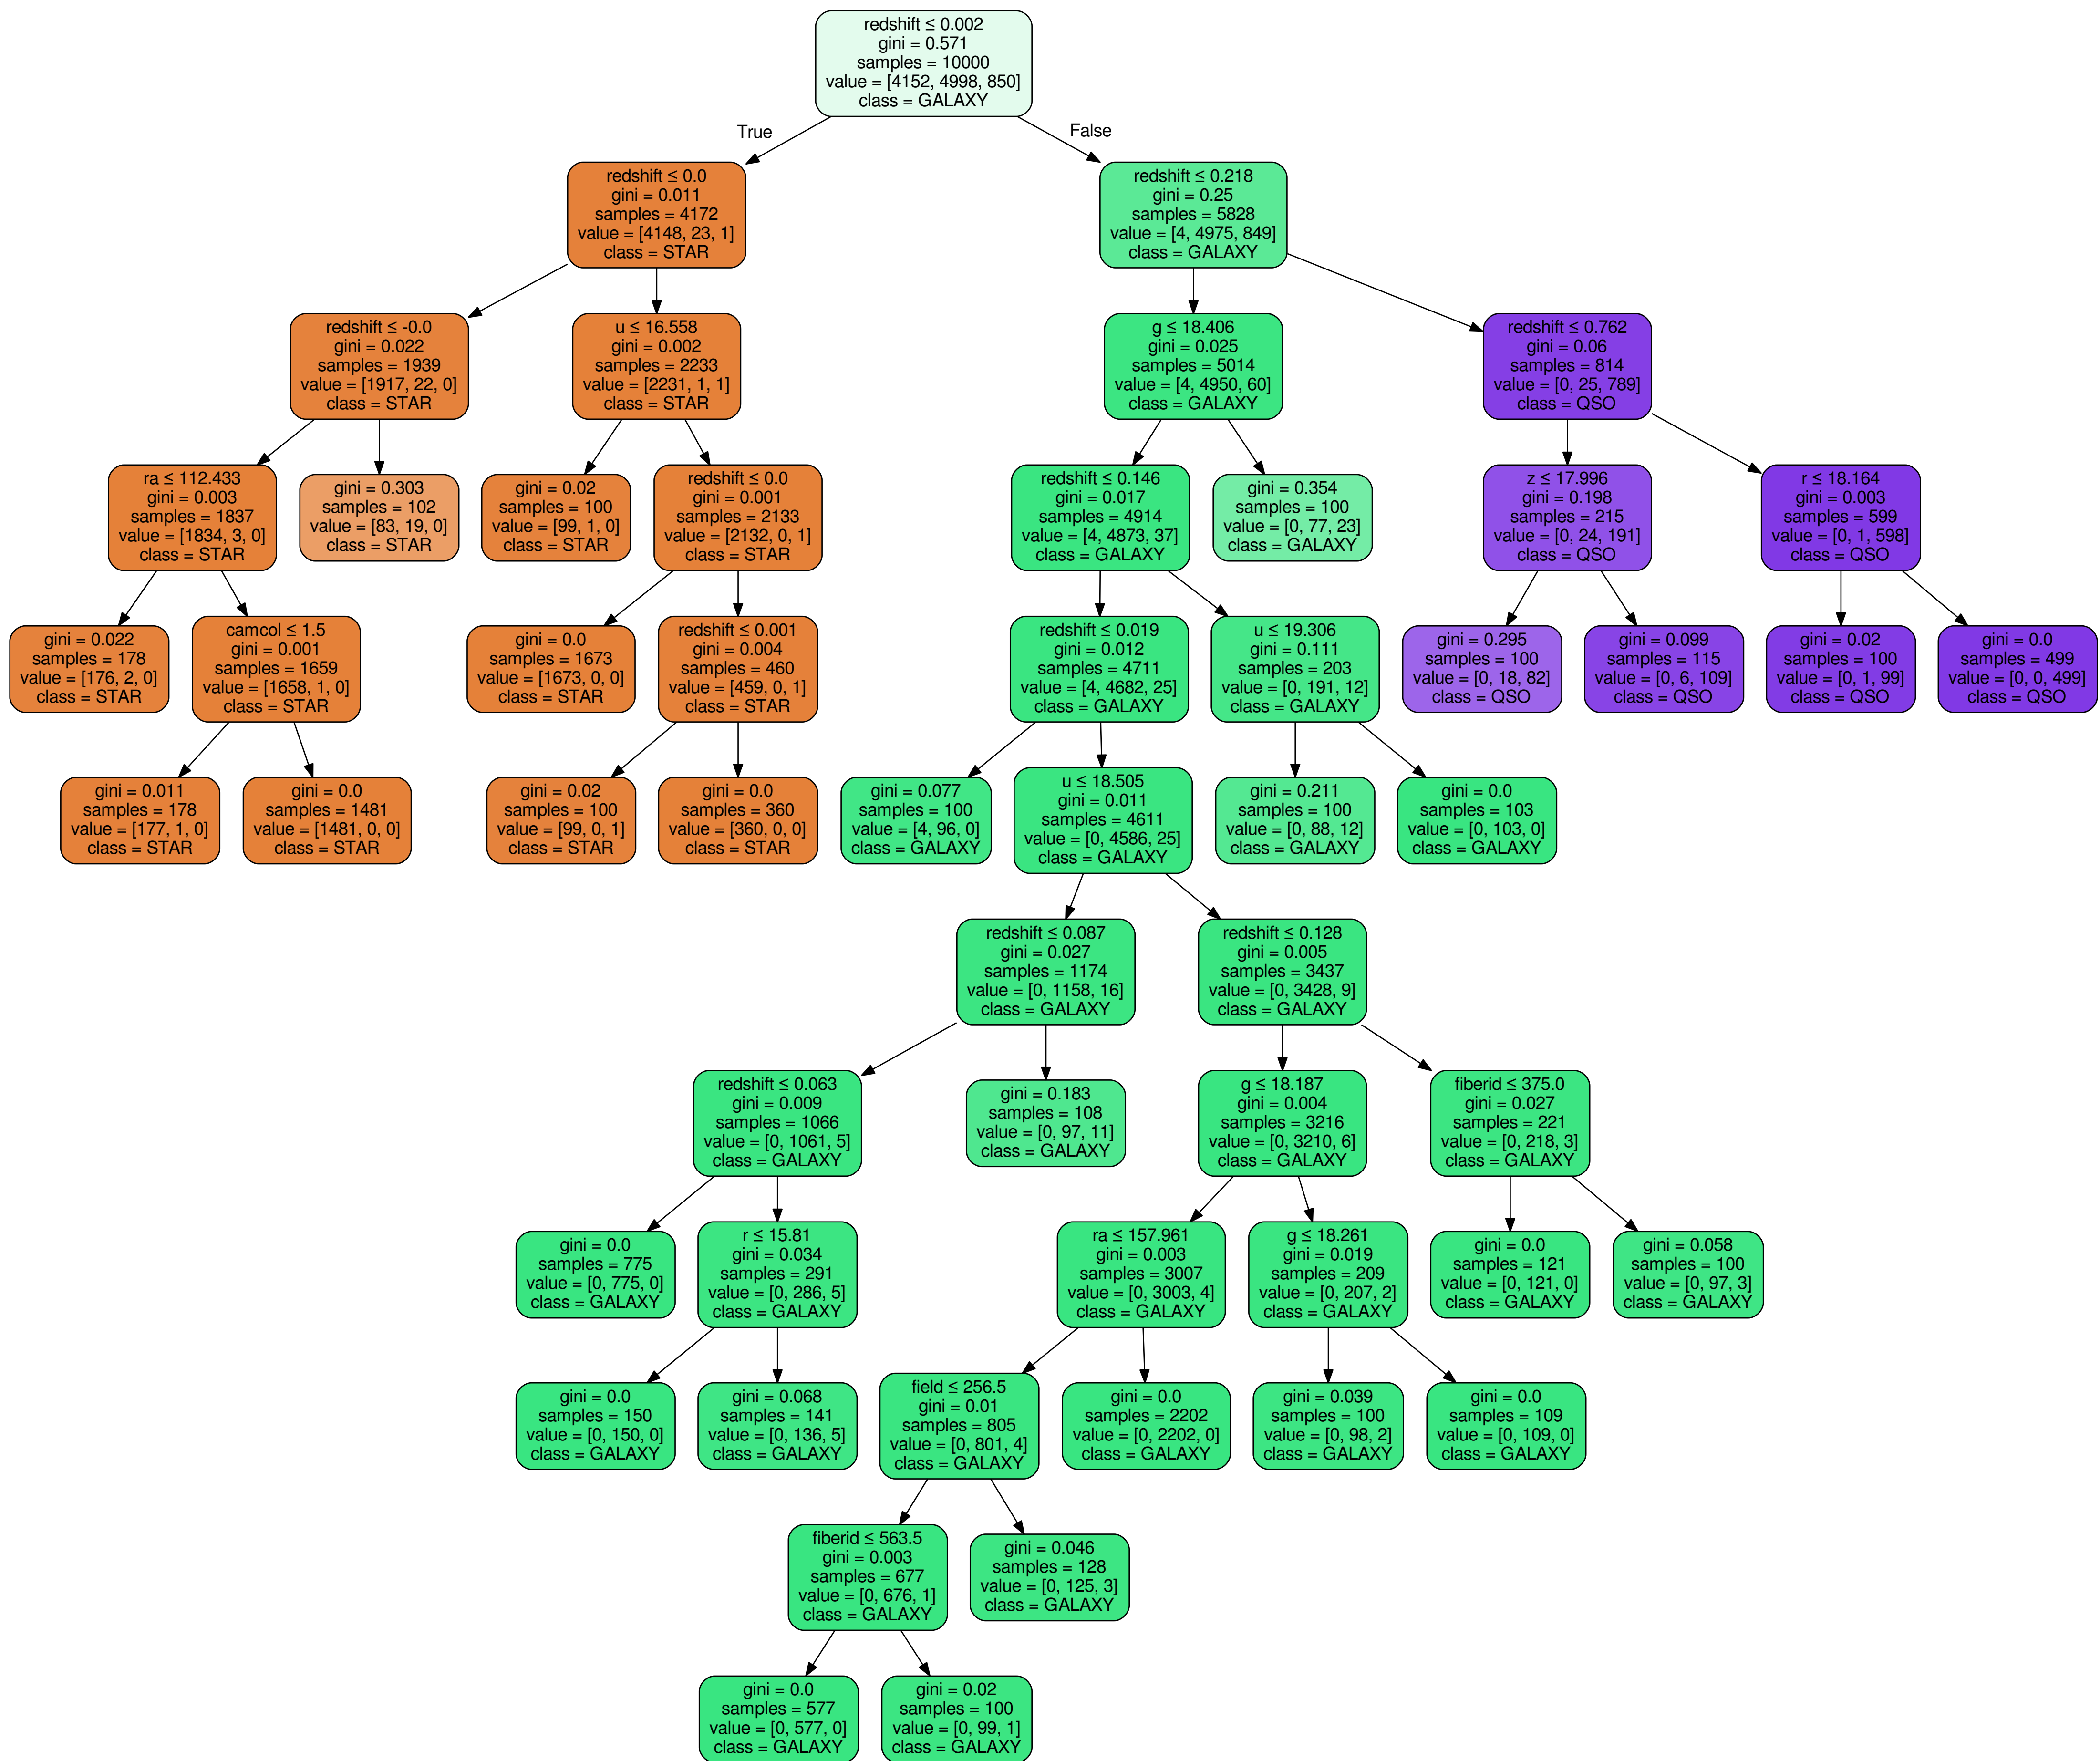 redshift ≤ 0.002
gini = 0.571
samples = 10000
value = [4152, 4998, 850]
class = GALAXY
True
False
redshift ≤ 0.0
gini = 0.011
samples = 4172
value = [4148, 23, 1]
class = STAR
redshift ≤ 0.218
gini = 0.25
samples = 5828
value = [4, 4975, 849]
class = GALAXY
redshift ≤ -0.0
gini = 0.022
samples = 1939
value = [1917, 22, 0]
class = STAR
u ≤ 16.558
gini = 0.002
samples = 2233
value = [2231, 1, 1]
class = STAR
g ≤ 18.406
gini = 0.025
samples = 5014
value = [4, 4950, 60]
class = GALAXY
redshift ≤ 0.762
gini = 0.06
samples = 814
value = [0, 25, 789]
class = QSO
ra ≤ 112.433
gini = 0.003
samples = 1837
value = [1834, 3, 0]
class = STAR
gini = 0.303
samples = 102
value = [83, 19, 0]
class = STAR
gini = 0.02
samples = 100
value = [99, 1, 0]
class = STAR
redshift ≤ 0.0
gini = 0.001
samples = 2133
value = [2132, 0, 1]
class = STAR
redshift ≤ 0.146
gini = 0.017
samples = 4914
value = [4, 4873, 37]
class = GALAXY
gini = 0.354
samples = 100
value = [0, 77, 23]
class = GALAXY
z ≤ 17.996
gini = 0.198
samples = 215
value = [0, 24, 191]
class = QSO
r ≤ 18.164
gini = 0.003
samples = 599
value = [0, 1, 598]
class = QSO
gini = 0.022
samples = 178
value = [176, 2, 0]
class = STAR
camcol ≤ 1.5
gini = 0.001
samples = 1659
value = [1658, 1, 0]
class = STAR
gini = 0.0
samples = 1673
value = [1673, 0, 0]
class = STAR
redshift ≤ 0.001
gini = 0.004
samples = 460
value = [459, 0, 1]
class = STAR
redshift ≤ 0.019
gini = 0.012
samples = 4711
value = [4, 4682, 25]
class = GALAXY
u ≤ 19.306
gini = 0.111
samples = 203
value = [0, 191, 12]
class = GALAXY
gini = 0.295
samples = 100
value = [0, 18, 82]
class = QSO
gini = 0.099
samples = 115
value = [0, 6, 109]
class = QSO
gini = 0.02
samples = 100
value = [0, 1, 99]
class = QSO
gini = 0.0
samples = 499
value = [0, 0, 499]
class = QSO
gini = 0.011
samples = 178
value = [177, 1, 0]
class = STAR
gini = 0.0
samples = 1481
value = [1481, 0, 0]
class = STAR
gini = 0.02
samples = 100
value = [99, 0, 1]
class = STAR
gini = 0.0
samples = 360
value = [360, 0, 0]
class = STAR
gini = 0.077
samples = 100
value = [4, 96, 0]
class = GALAXY
u ≤ 18.505
gini = 0.011
samples = 4611
value = [0, 4586, 25]
class = GALAXY
gini = 0.211
samples = 100
value = [0, 88, 12]
class = GALAXY
gini = 0.0
samples = 103
value = [0, 103, 0]
class = GALAXY
redshift ≤ 0.087
gini = 0.027
samples = 1174
value = [0, 1158, 16]
class = GALAXY
redshift ≤ 0.128
gini = 0.005
samples = 3437
value = [0, 3428, 9]
class = GALAXY
redshift ≤ 0.063
gini = 0.009
samples = 1066
value = [0, 1061, 5]
class = GALAXY
gini = 0.183
samples = 108
value = [0, 97, 11]
class = GALAXY
g ≤ 18.187
gini = 0.004
samples = 3216
value = [0, 3210, 6]
class = GALAXY
fiberid ≤ 375.0
gini = 0.027
samples = 221
value = [0, 218, 3]
class = GALAXY
gini = 0.0
samples = 775
value = [0, 775, 0]
class = GALAXY
r ≤ 15.81
gini = 0.034
samples = 291
value = [0, 286, 5]
class = GALAXY
ra ≤ 157.961
gini = 0.003
samples = 3007
value = [0, 3003, 4]
class = GALAXY
g ≤ 18.261
gini = 0.019
samples = 209
value = [0, 207, 2]
class = GALAXY
gini = 0.0
samples = 121
value = [0, 121, 0]
class = GALAXY
gini = 0.058
samples = 100
value = [0, 97, 3]
class = GALAXY
gini = 0.0
samples = 150
value = [0, 150, 0]
class = GALAXY
gini = 0.068
samples = 141
value = [0, 136, 5]
class = GALAXY
field ≤ 256.5
gini = 0.01
samples = 805
value = [0, 801, 4]
class = GALAXY
gini = 0.0
samples = 2202
value = [0, 2202, 0]
class = GALAXY
gini = 0.039
samples = 100
value = [0, 98, 2]
class = GALAXY
gini = 0.0
samples = 109
value = [0, 109, 0]
class = GALAXY
fiberid ≤ 563.5
gini = 0.003
samples = 677
value = [0, 676, 1]
class = GALAXY
gini = 0.046
samples = 128
value = [0, 125, 3]
class = GALAXY
gini = 0.0
samples = 577
value = [0, 577, 0]
class = GALAXY
gini = 0.02
samples = 100
value = [0, 99, 1]
class = GALAXY